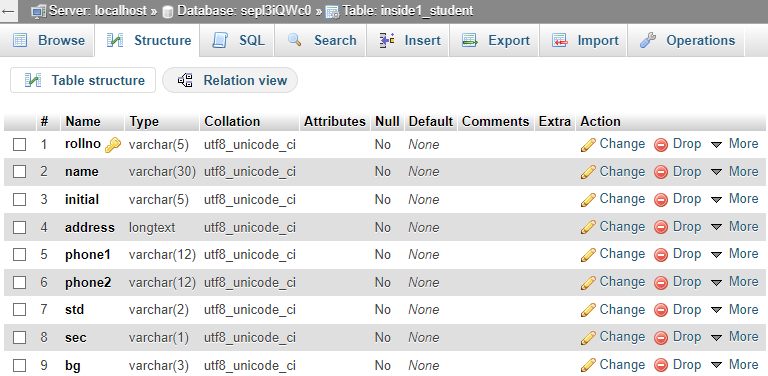 Server: localhost » Database: sepl3iQWc0 » Table: inside1_student
Browse Structure SQL Search Insert Export Import Operations
Table structure Relation view
# Name Type Collation Attributes Null Default Comments Extra Action
1 rollno varchar(5) utf8_unicode_ci No None Change Drop More
2 name varchar(30) utf8_unicode_ci No None Change Drop More
3 initial varchar(5) utf8_unicode_ci No None Change Drop More
4 address longtext utf8_unicode_ci No None Change Drop More
5 phone1 varchar(12) utf8_unicode_ci No None Change Drop More
6 phone2 varchar(12) utf8_unicode_ci No None Change Drop More
7 std varchar(2) utf8_unicode_ci No None Change Drop More
8 sec varchar(1) utf8_unicode_ci No None Change Drop More
9 bg varchar(3) utf8_unicode_ci No None Change Drop More